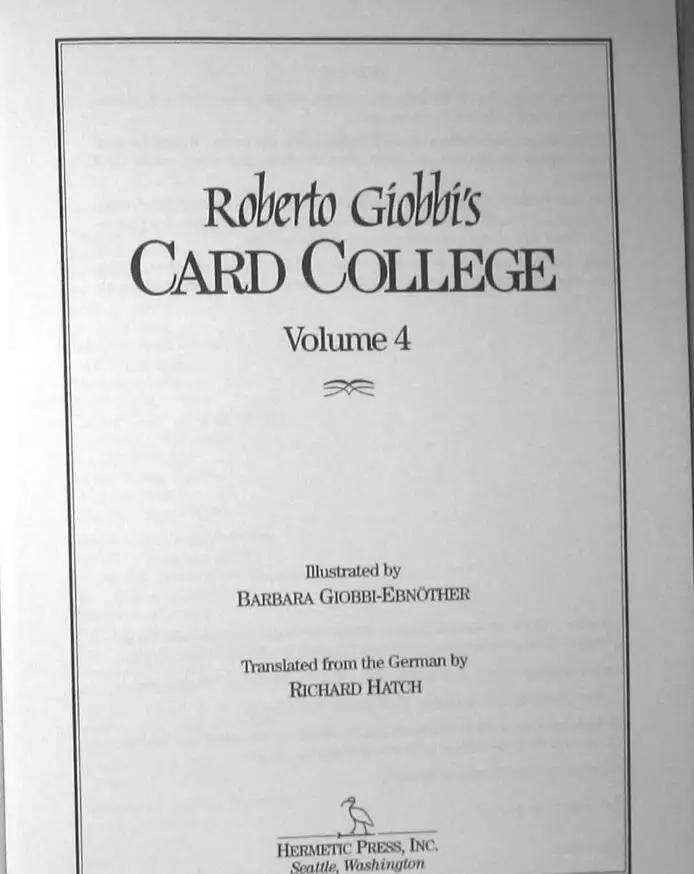 Roberto Giobbi's
CARD COLLEGE
Volume 4
Illustrated by
BARBARA GIOBBI-EBNÖTHER
Translated from the German by
RICHARD HATCH
HERMETIC PRESS, INC.
Seattle, Washington